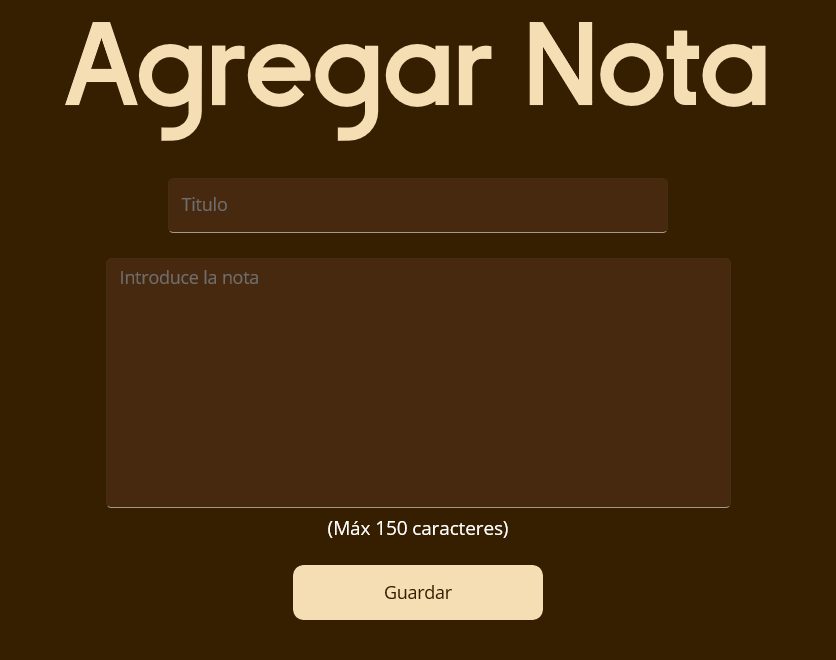 Agregar Nota
Titulo
Introduce la nota
(Máx 150 caracteres)
Guardar